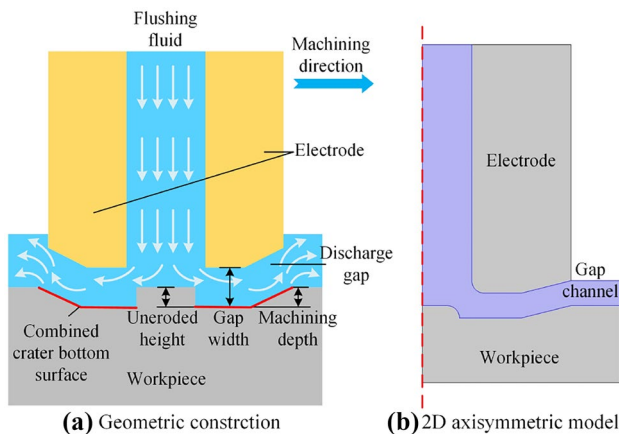 Flushing
fluid
Machining
direction
Electrode
Discharge
gap
Combined
crater bottom
surface
Uneroded
height
Gap
width
Machining
depth
Workpiece
(a) Geometric constrction
Electrode
Gap
channel
Workpiece
(b) 2D axisymmetric model